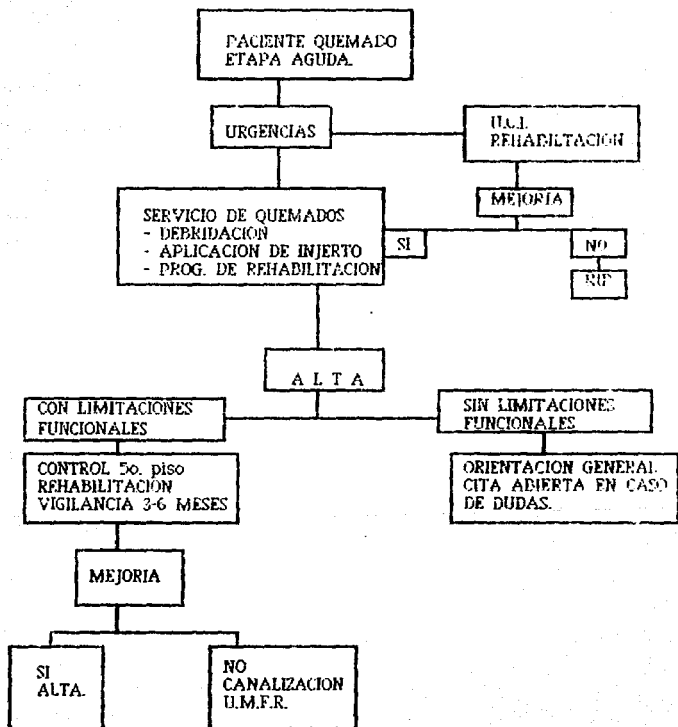 PACIENTE QUEMADO
ETAPA AGUDA.
URGENCIAS
U.C.I.
REHABILTACION
MEJORIA
SERVICIO DE QUEMADOS
- DEBRIDACION
- APLICACION DE INJERTO
- PROG. DE REHABILITACION
SI
NO
RIP
A L T A
CON LIMITACIONES
FUNCIONALES
SIN LIMITACIONES
FUNCIONALES
CONTROL 5o. piso
REHABILITACION
VIGILANCIA 3-6 MESES
ORIENTACION GENERAL
CITA ABIERTA EN CASO
DE DUDAS.
MEJORIA
SI
ALTA.
NO
CANALIZACION
U.M.F.R.